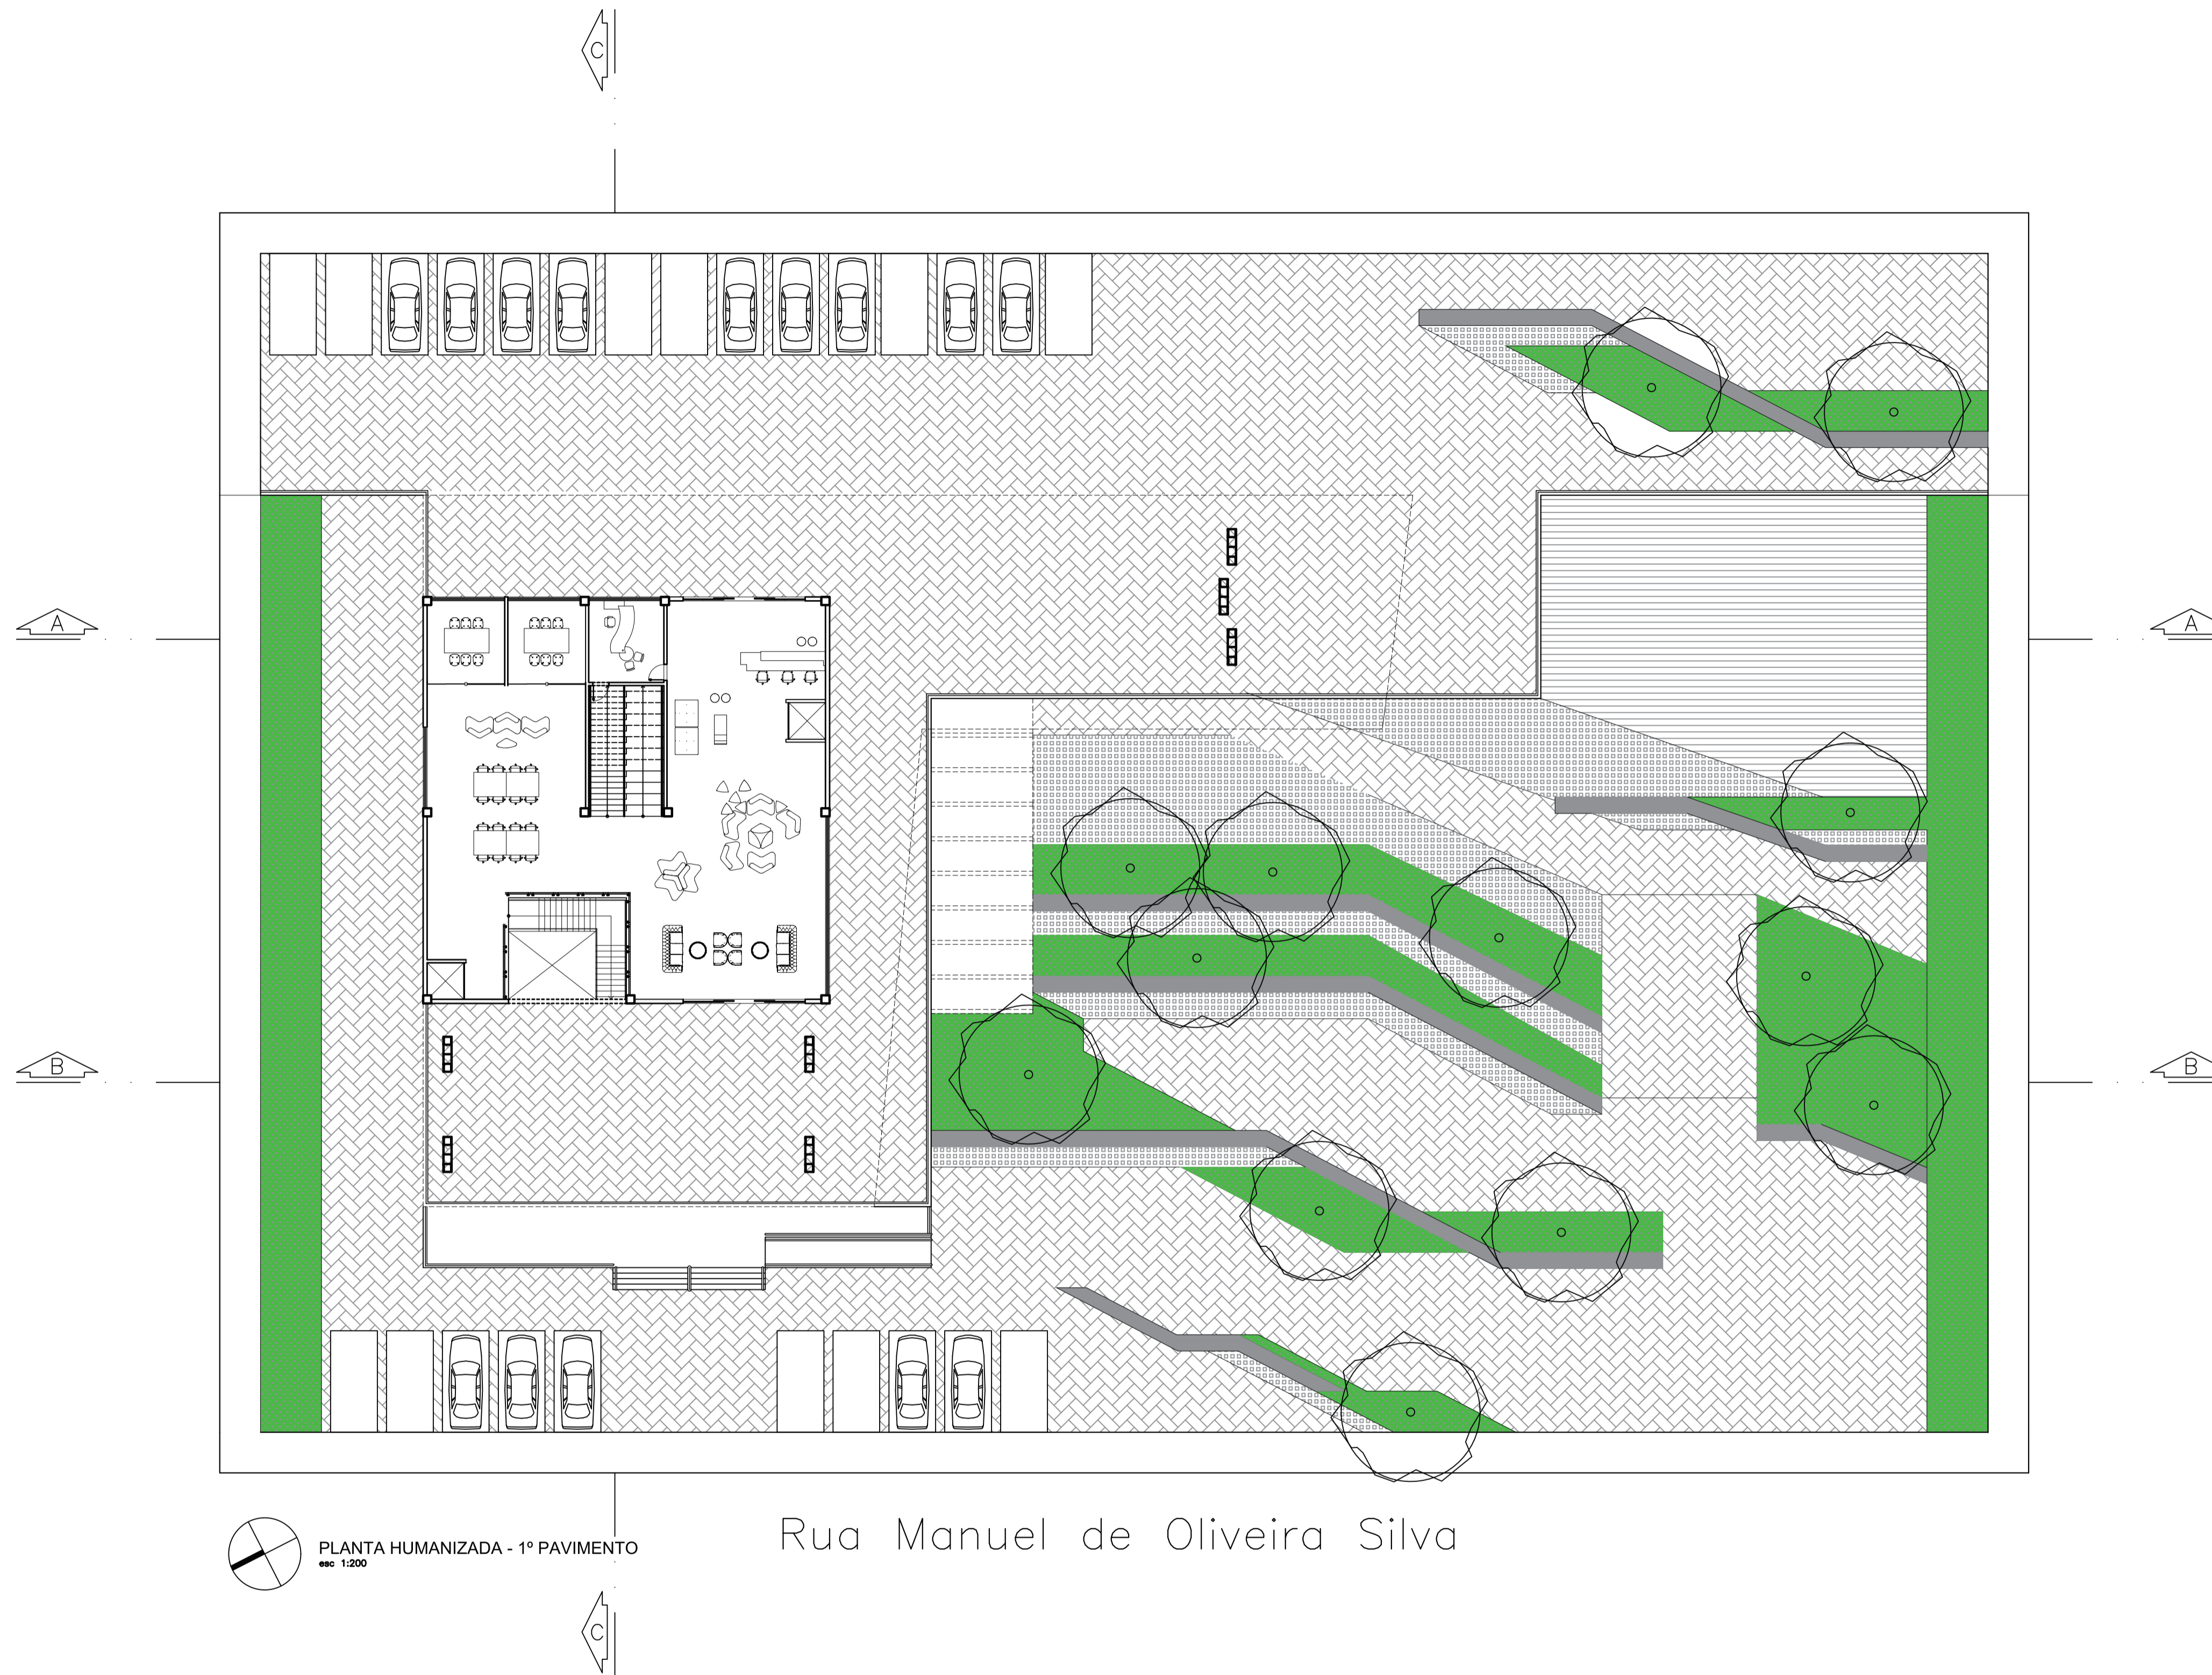 C
A
A
B
B
Rua Manuel de Oliveira Silva
PLANTA HUMANIZADA - 1º PAVIMENTO
esc 1:200
C